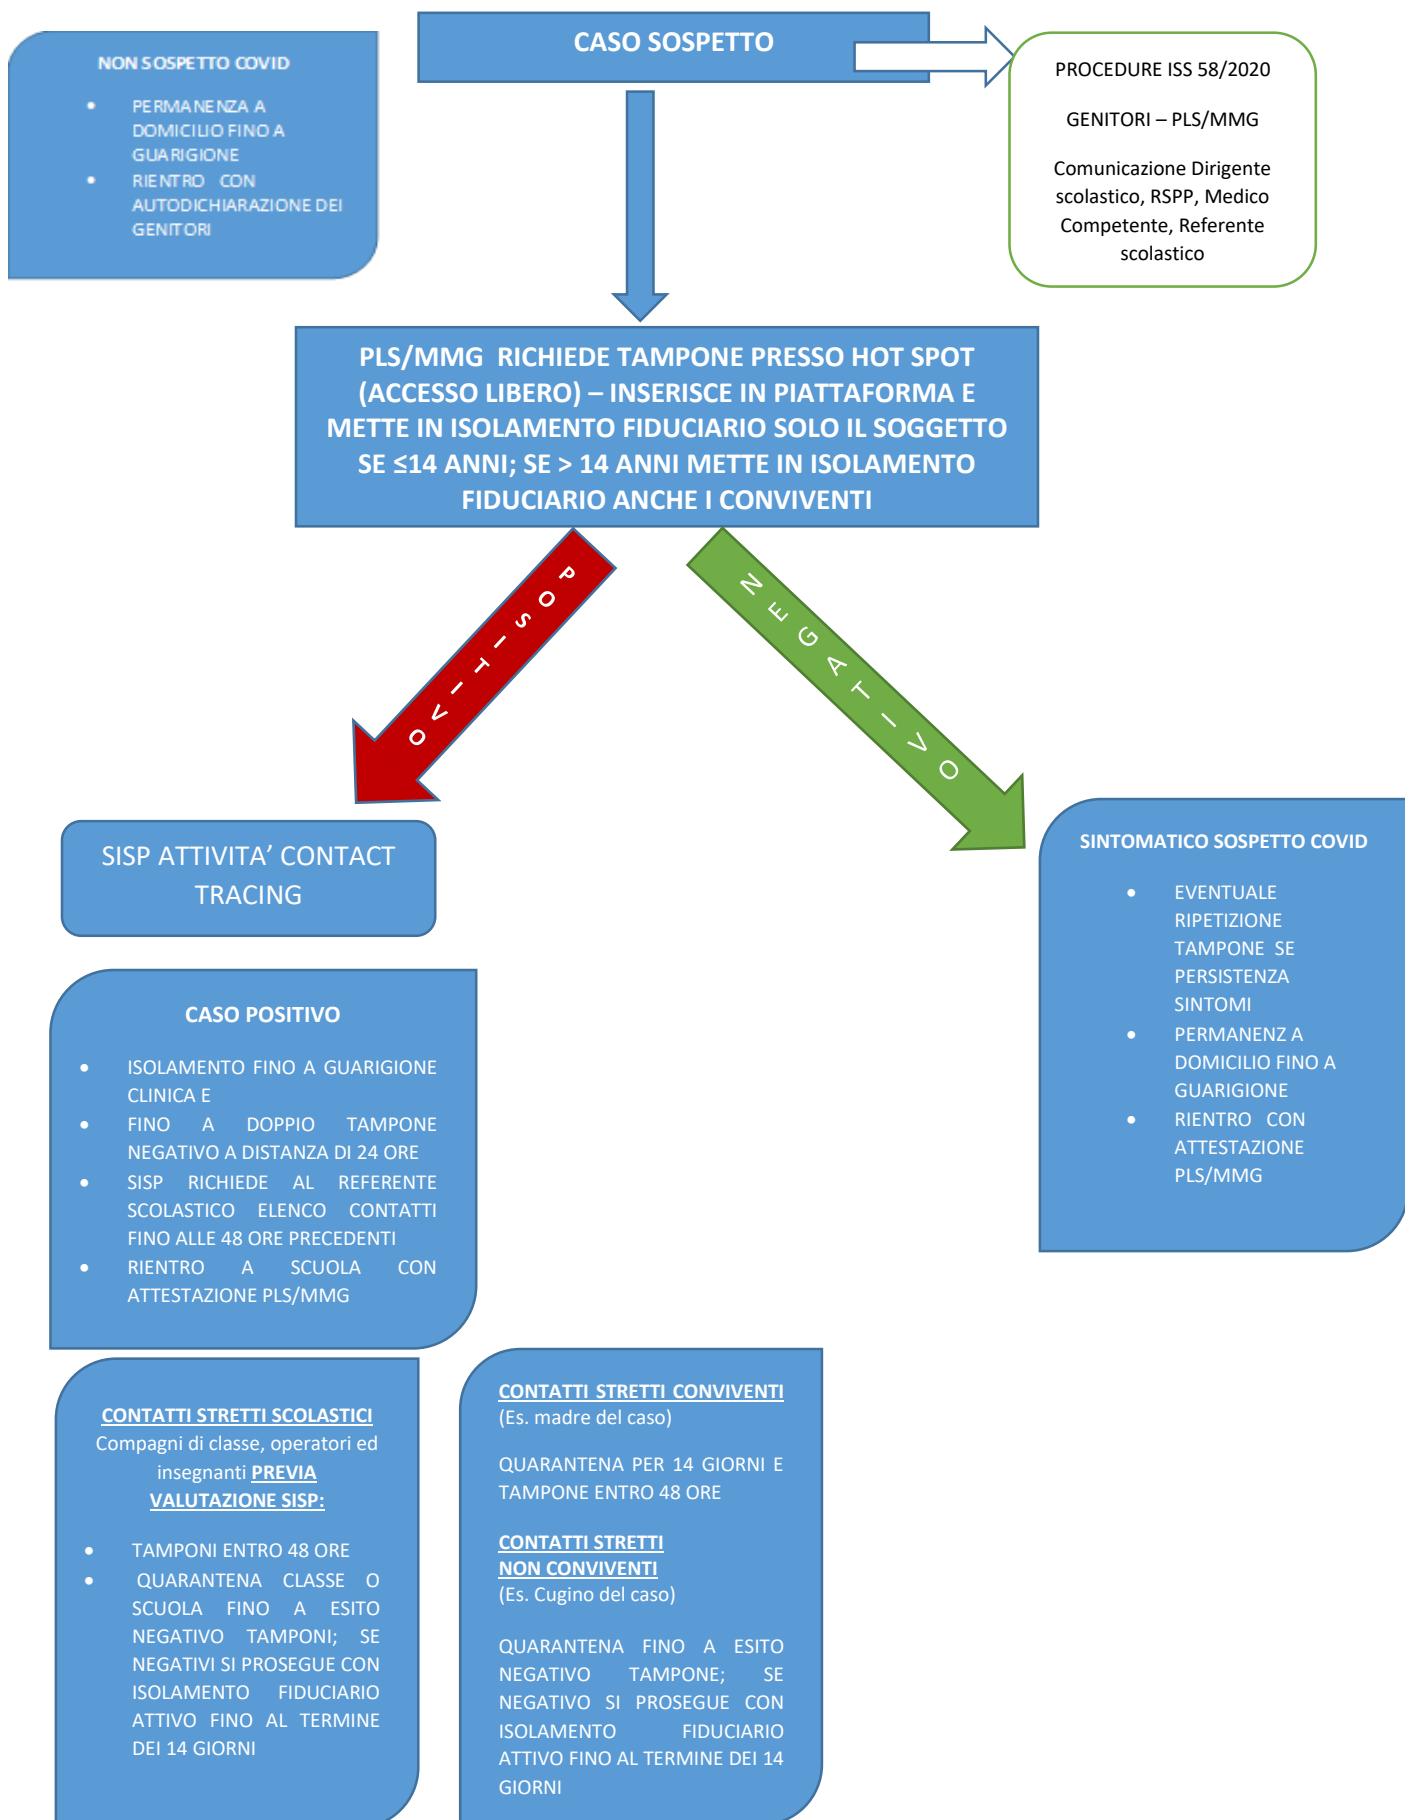 CASO SOSPETTO
NON SOSPETTO COVID
• PERMANENZA A
DOMICILIO FINO A
GUARIGIONE
• RIENTRO CON
AUTODICHIARAZIONE DEI
GENITORI
PROCEDURE ISS 58/2020
GENITORI – PLS/MMG
Comunicazione Dirigente
scolastico, RSPP, Medico
Competente, Referente
scolastico
PLS/MMG RICHIEDE TAMPONE PRESSO HOT SPOT
(ACCESSO LIBERO) – INSERISCE IN PIATTAFORMA E
METTE IN ISOLAMENTO FIDUCIARIO SOLO IL SOGGETTO
SE ≤14 ANNI; SE > 14 ANNI METTE IN ISOLAMENTO
FIDUCIARIO ANCHE I CONVIVENTI
POSITIVO
NEGATIVO
SISP ATTIVITA’ CONTACT
TRACING
SINTOMATICO SOSPETTO COVID
• EVENTUALE
RIPETIZIONE
TAMPONE SE
PERSISTENZA
SINTOMI
• PERMANENZ A
DOMICILIO FINO A
GUARIGIONE
• RIENTRO CON
ATTESTAZIONE
PLS/MMG
CASO POSITIVO
• ISOLAMENTO FINO A GUARIGIONE
CLINICA E
• FINO A DOPPIO TAMPONE
NEGATIVO A DISTANZA DI 24 ORE
• SISP RICHIEDE AL REFERENTE
SCOLASTICO ELENCO CONTATTI
FINO ALLE 48 ORE PRECEDENTI
• RIENTRO A SCUOLA CON
ATTESTAZIONE PLS/MMG
CONTATTI STRETTI SCOLASTICI
Compagni di classe, operatori ed
insegnanti PREVIA
VALUTAZIONE SISP:
• TAMPONI ENTRO 48 ORE
• QUARANTENA CLASSE O
SCUOLA FINO A ESITO
NEGATIVO TAMPONI; SE
NEGATIVI SI PROSEGUE CON
ISOLAMENTO FIDUCIARIO
ATTIVO FINO AL TERMINE
DEI 14 GIORNI
CONTATTI STRETTI CONVIVENTI
(Es. madre del caso)
QUARANTENA PER 14 GIORNI E
TAMPONE ENTRO 48 ORE
CONTATTI STRETTI
NON CONVIVENTI
(Es. Cugino del caso)
QUARANTENA FINO A ESITO
NEGATIVO TAMPONE; SE
NEGATIVO SI PROSEGUE CON
ISOLAMENTO FIDUCIARIO
ATTIVO FINO AL TERMINE DEI 14
GIORNI